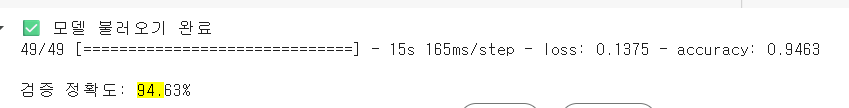 ✅ 모델 불러오기 완료
49/49 [==============================] - 15s 165ms/step - loss: 0.1375 - accuracy: 0.9463
검증 정확도: 94.63%